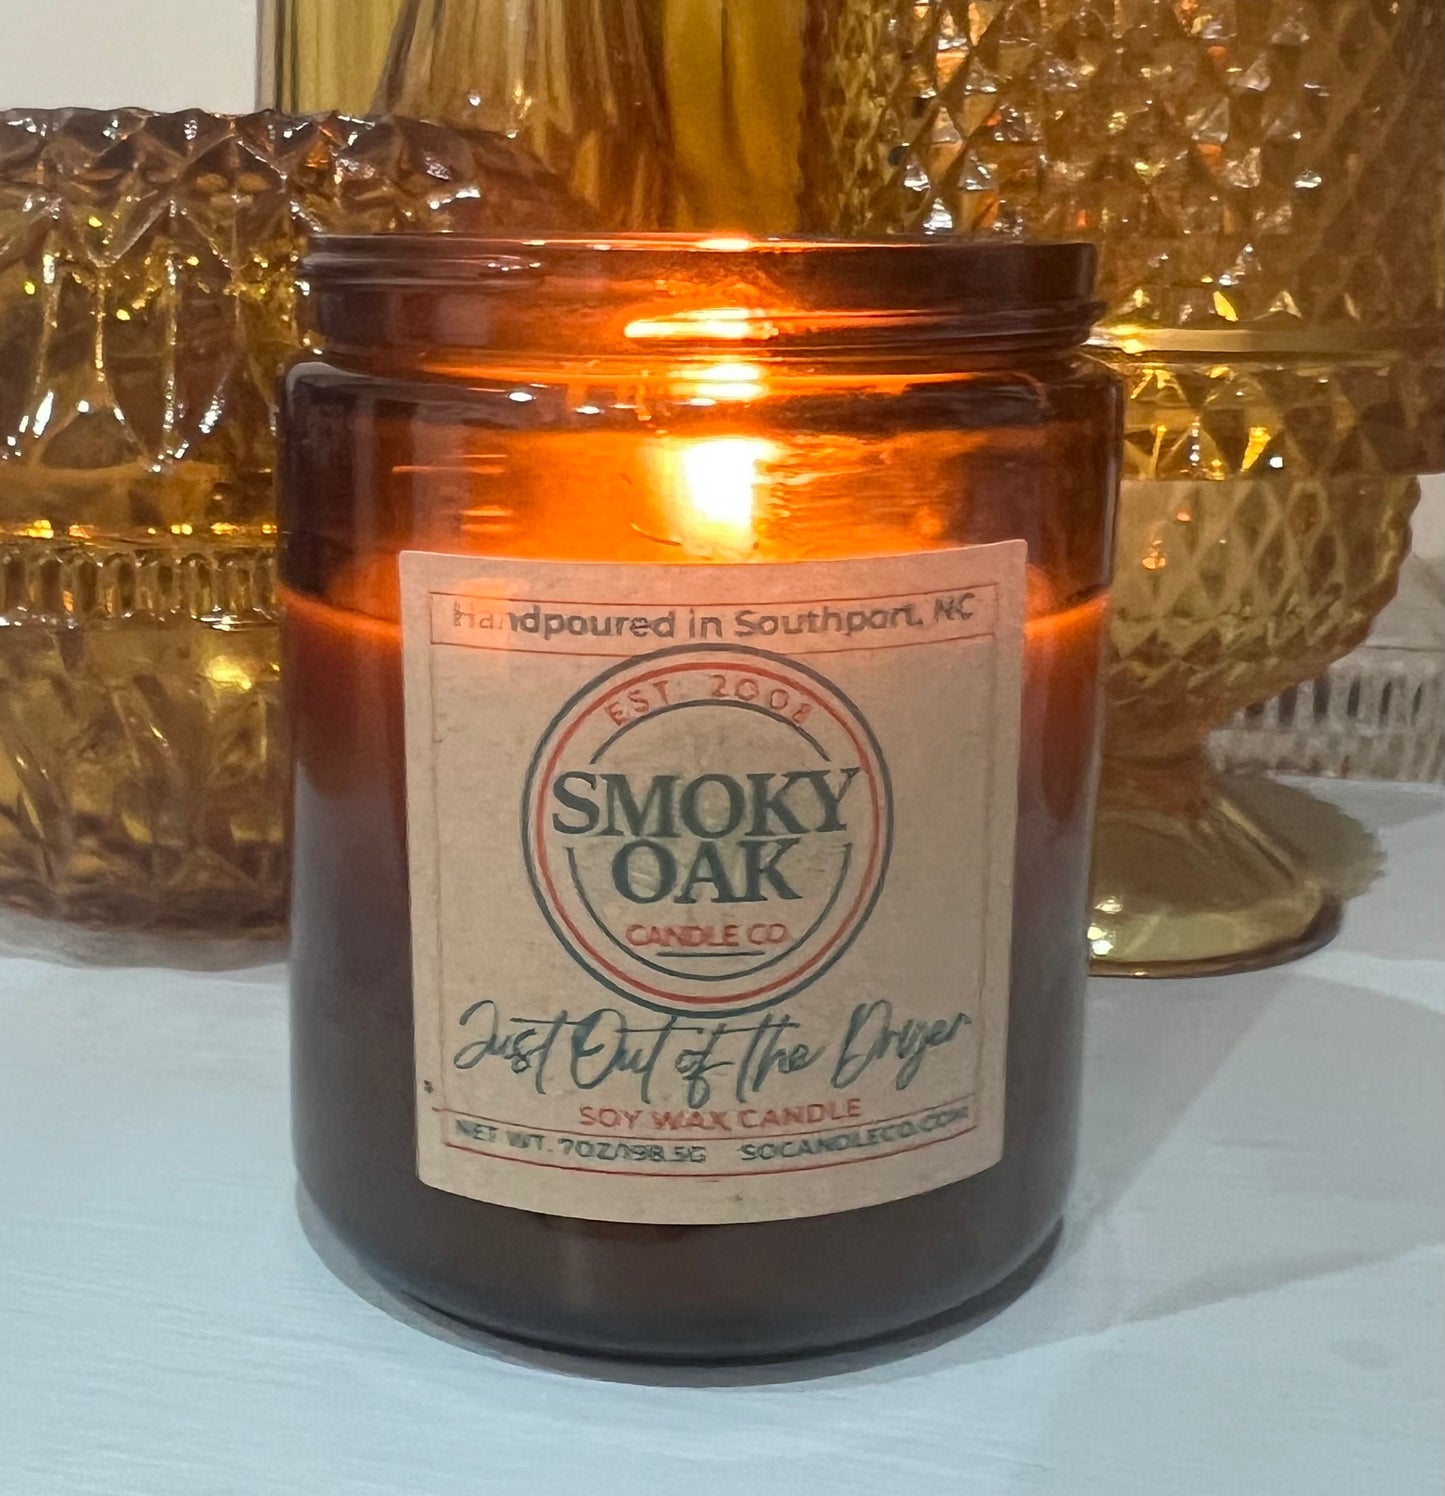 Handpoured in Southport, NC
EST. 2008
SMOKY
OAK
CANDLE CO.
Just Out of the Dryer
SOY WAX CANDLE
NET WT. 7OZ/198.5G SOCANDLECO.COM